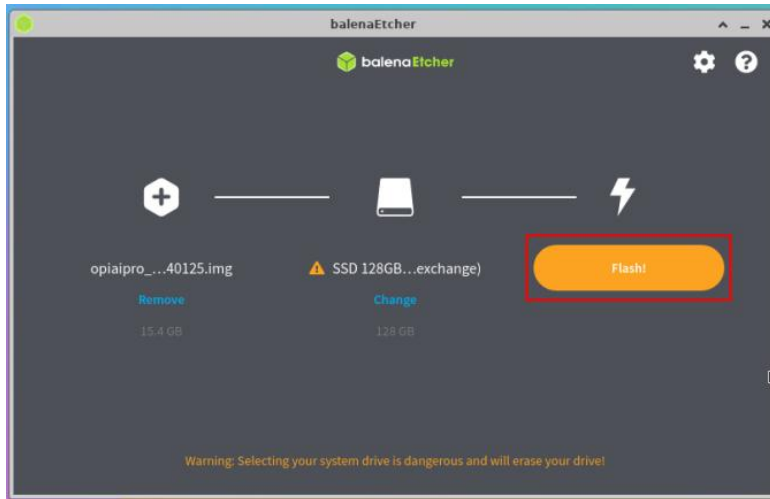 balenaEtcher
balenaEtcher
opiaipro_...40125.img
SSD 128GB...exchange)
Flash!
Remove
Change
15.4 GB
128 GB
Warning: Selecting your system drive is dangerous and will erase your drive!